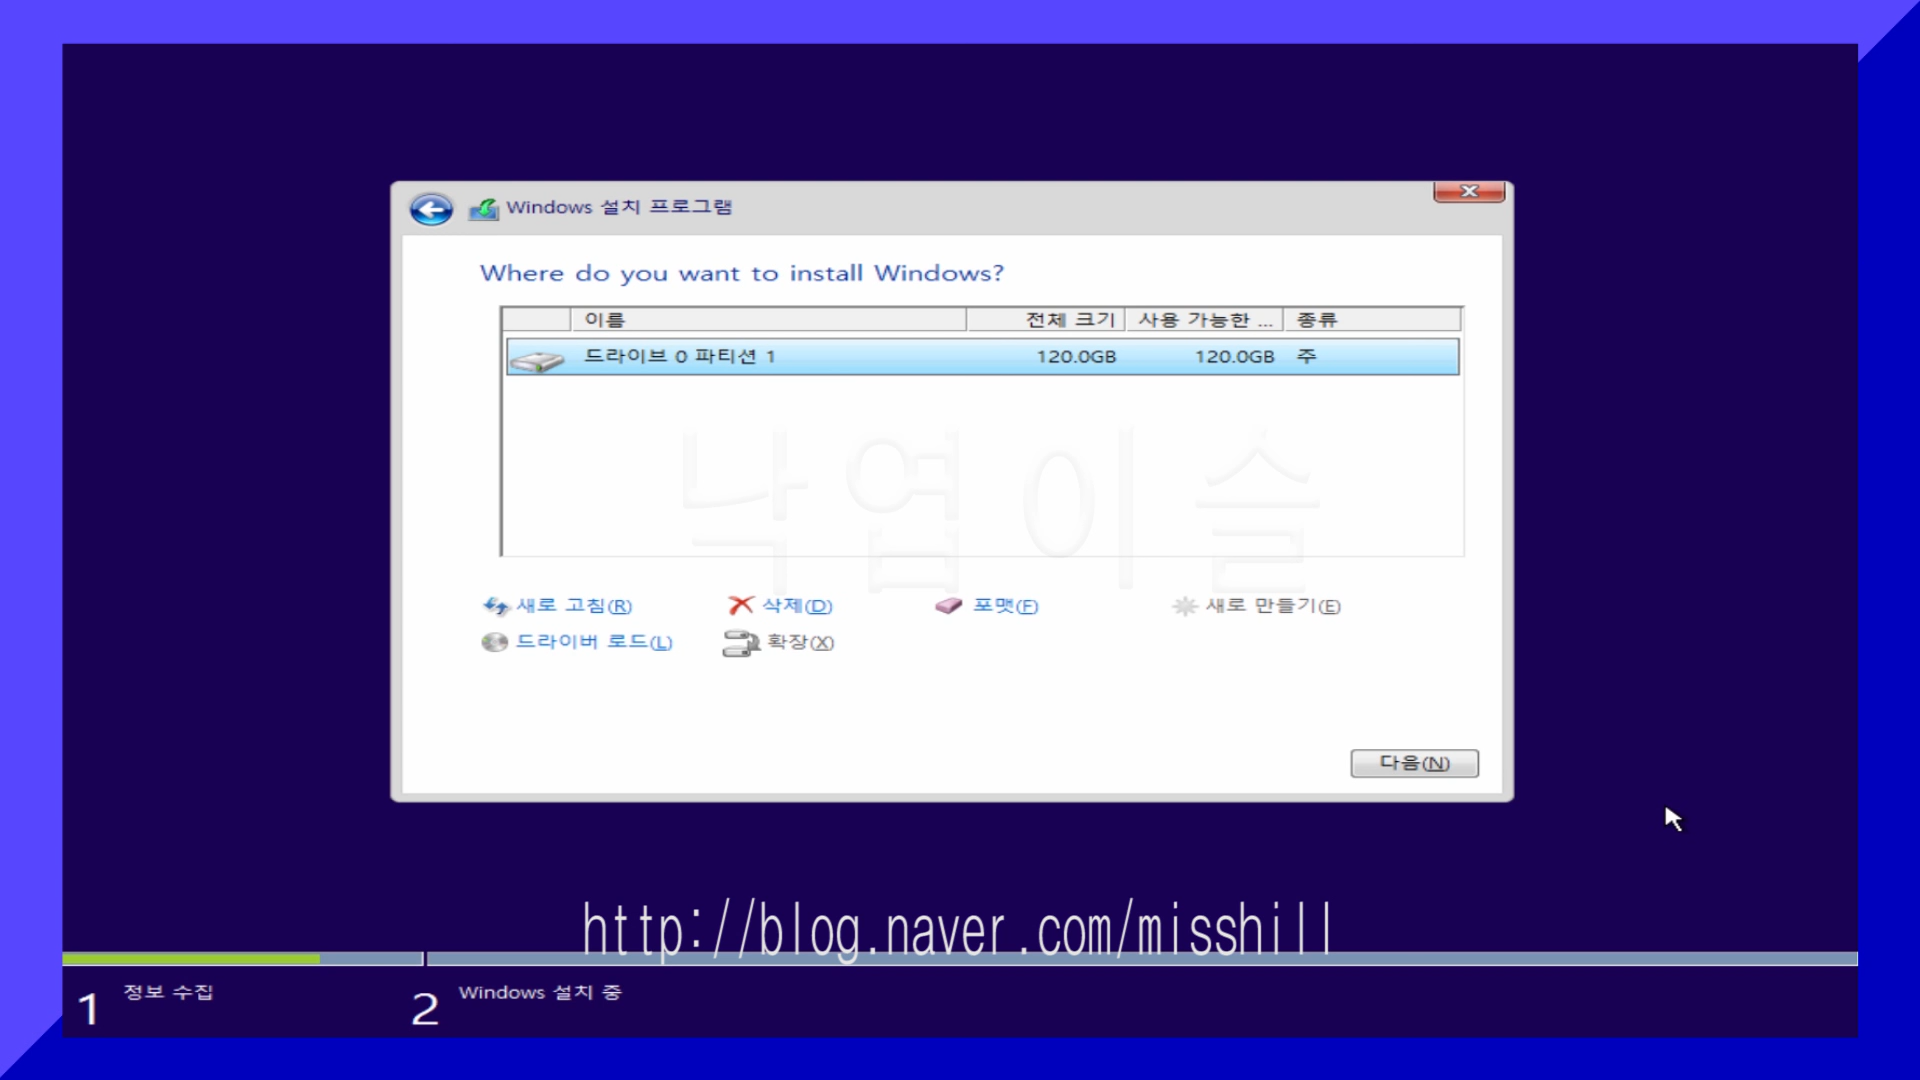 Windows 설치 프로그램
Where do you want to install Windows?
이름 전체 크기 사용 가능한 ... 종류
드라이브 0 파티션 1 120.0GB 120.0GB 주
낙엽이슬
새로 고침(R) 삭제(D) 포맷(F) 새로 만들기(E)
드라이버 로드(L) 확장(X)
다음(N)
http://blog.naver.com/misshill
1 정보 수집 2 Windows 설치 중